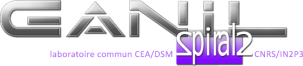 GANIL
spiral2
laboratoire commun CEA/DSM CNRS/IN2P3